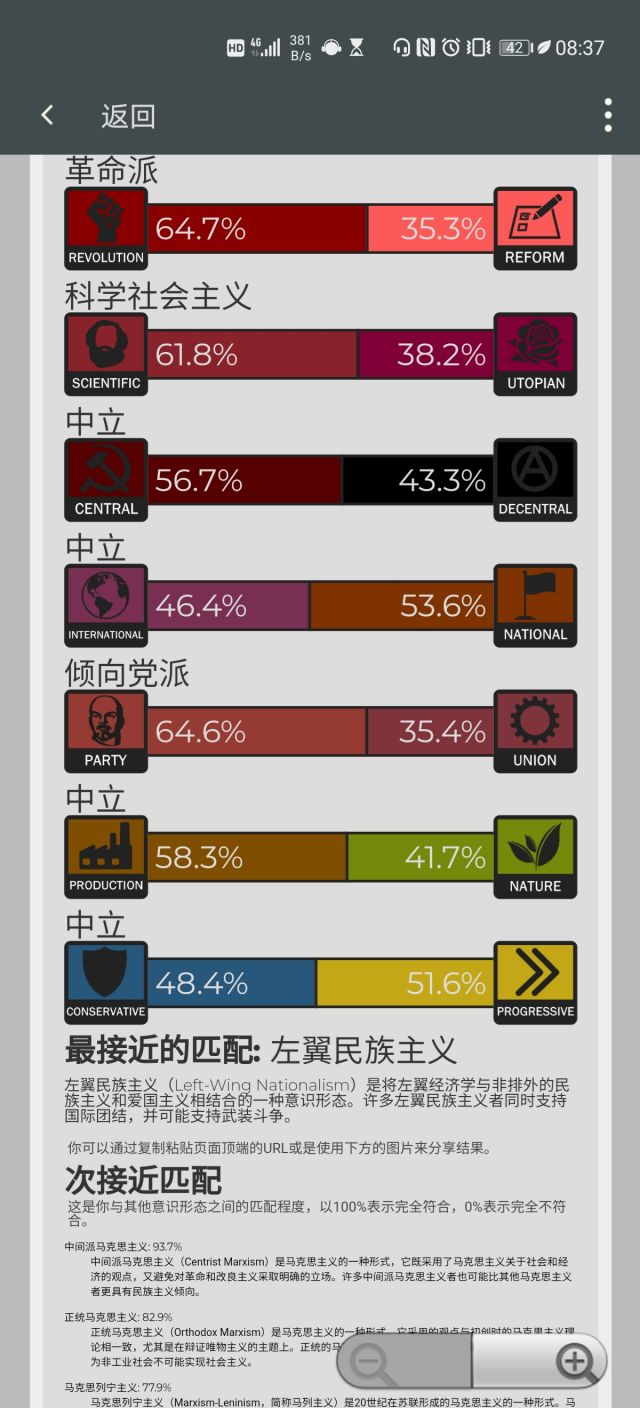 HD 4G 381 B/s 42 08:37
返回
革命派
REVOLUTION 64.7% 35.3% REFORM
科学社会主义
SCIENTIFIC 61.8% 38.2% UTOPIAN
中立
CENTRAL 56.7% 43.3% DECENTRAL
中立
INTERNATIONAL 46.4% 53.6% NATIONAL
倾向党派
PARTY 64.6% 35.4% UNION
中立
PRODUCTION 58.3% 41.7% NATURE
中立
CONSERVATIVE 48.4% 51.6% PROGRESSIVE
最接近的匹配: 左翼民族主义
左翼民族主义（Left-Wing Nationalism）是将左翼经济学与非排外的民
族主义和爱国主义相结合的一种意识形态。许多左翼民族主义者同时支持
国际团结，并可能支持武装斗争。
你可以通过复制粘贴页面顶端的URL或是使用下方的图片来分享结果。
次接近匹配
这是你与其他意识形态之间的匹配程度，以100%表示完全符合，0%表示完全不符
合。
中间派马克思主义: 93.7%
中间派马克思主义（Centrist Marxism）是马克思主义的一种形式，它既采用了马克思主义关于社会和经
济的观点，又避免对革命和改良主义采取明确的立场。许多中间派马克思主义者也可能比其他马克思主义
者更具有民族主义倾向。
正统马克思主义: 82.9%
正统马克思主义（Orthodox Marxism）是马克思主义的一种形式，它采用的观点与初创时的马克思主义理
论相一致，尤其是在辩证唯物主义的主题上。正统的马
为非工业社会不可能实现社会主义。
马克思列宁主义: 77.9%
马克思列宁主义（Marxism-Leninism，简称马列主义）是20世纪在苏联形成的马克思主义的一种形式。马